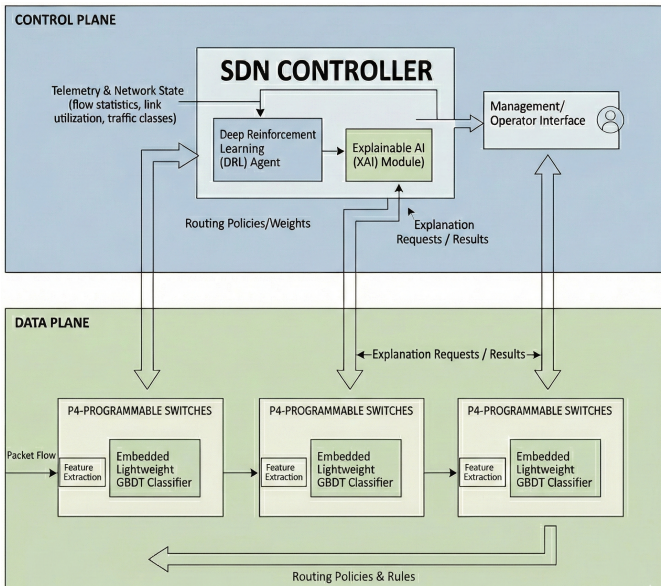 CONTROL PLANE
SDN CONTROLLER
Telemetry & Network State
(flow statistics, link
utilization, traffic classes)
Deep Reinforcement
Learning
(DRL) Agent
Explainable AI
(XAI) Module)
Management/
Operator Interface
Routing Policies/Weights
Explanation
Requests / Results
DATA PLANE
Explanation Requests / Results
P4-PROGRAMMABLE SWITCHES
P4-PROGRAMMABLE SWITCHES
P4-PROGRAMMABLE SWITCHES
Packet Flow
Feature
Extraction
Embedded
Lightweight
GBDT Classifier
Feature
Extraction
Embedded
Lightweight
GBDT Classifier
Feature
Extraction
Embedded
Lightweight
GBDT Classifier
Routing Policies & Rules